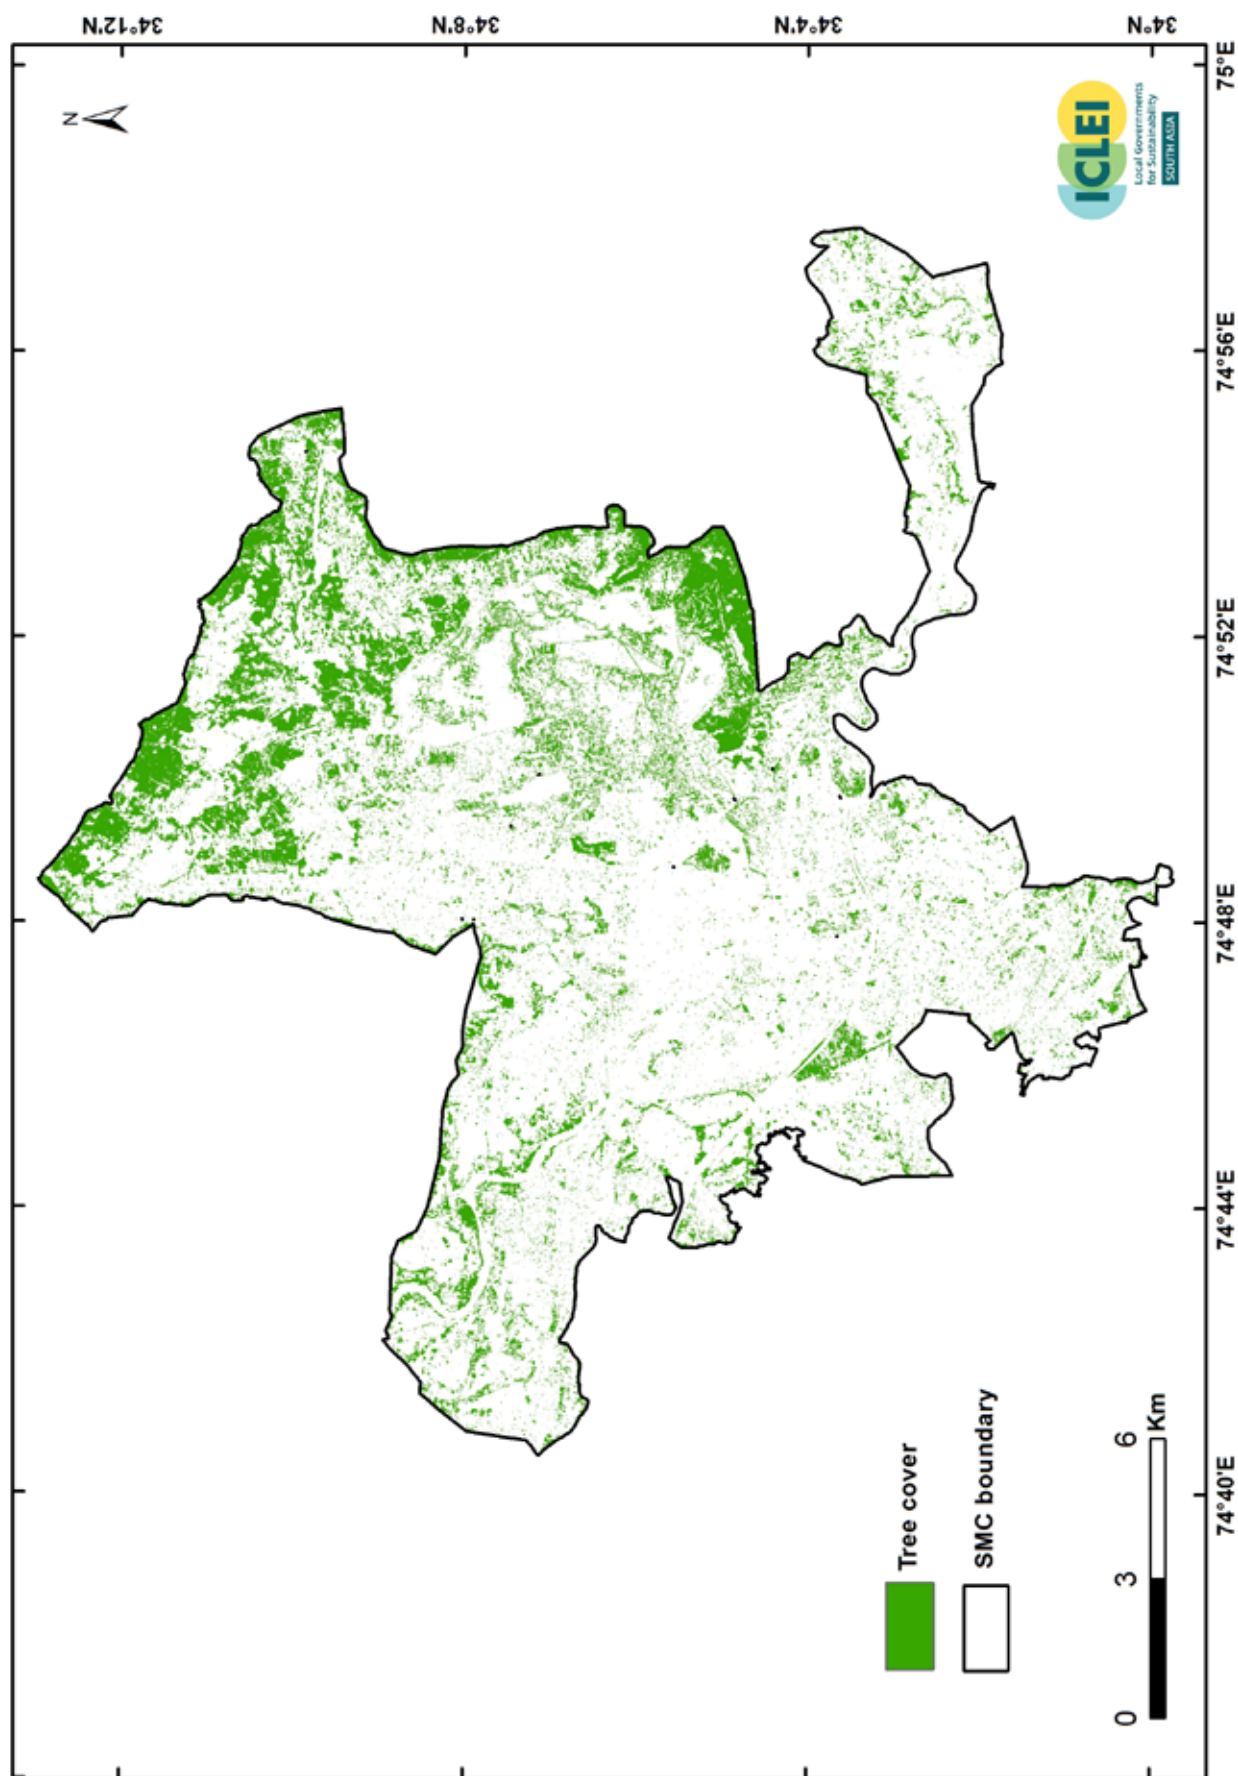 34°12'N
34°8'N
34°4'N
34°N
N
75°E
74°56'E
74°52'E
74°48'E
74°44'E
74°40'E
ICLEI
Local Governments
for Sustainability
SOUTH ASIA
Tree cover
SMC boundary
0 3 6
Km